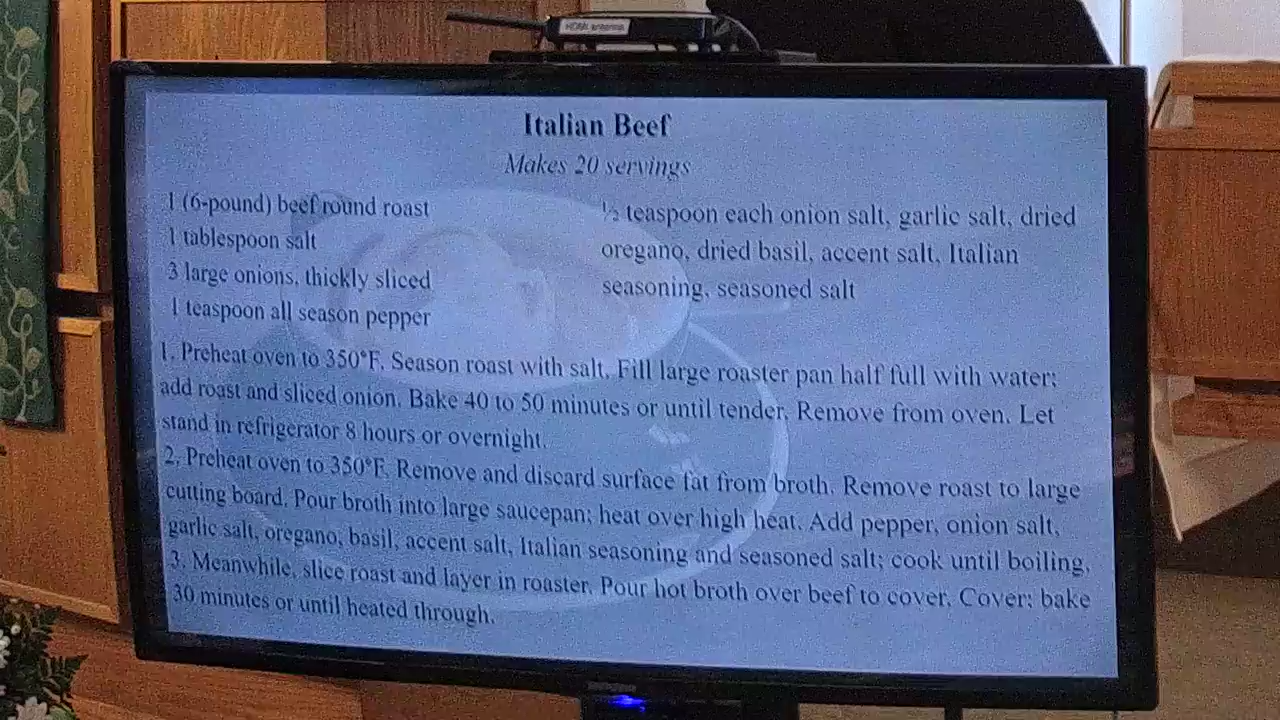 HDMI antenna
Italian Beef
Makes 20 servings
1 (6-pound) beef round roast
1 tablespoon salt
3 large onions, thickly sliced
1 teaspoon all season pepper
½ teaspoon each onion salt, garlic salt, dried
oregano, dried basil, accent salt, Italian
seasoning, seasoned salt
1. Preheat oven to 350°F. Season roast with salt. Fill large roaster pan half full with water;
add roast and sliced onion. Bake 40 to 50 minutes or until tender. Remove from oven. Let
stand in refrigerator 8 hours or overnight.
2. Preheat oven to 350°F. Remove and discard surface fat from broth. Remove roast to large
cutting board. Pour broth into large saucepan; heat over high heat. Add pepper, onion salt,
garlic salt, oregano, basil, accent salt, Italian seasoning and seasoned salt; cook until boiling.
3. Meanwhile, slice roast and layer in roaster. Pour hot broth over beef to cover. Cover; bake
30 minutes or until heated through.